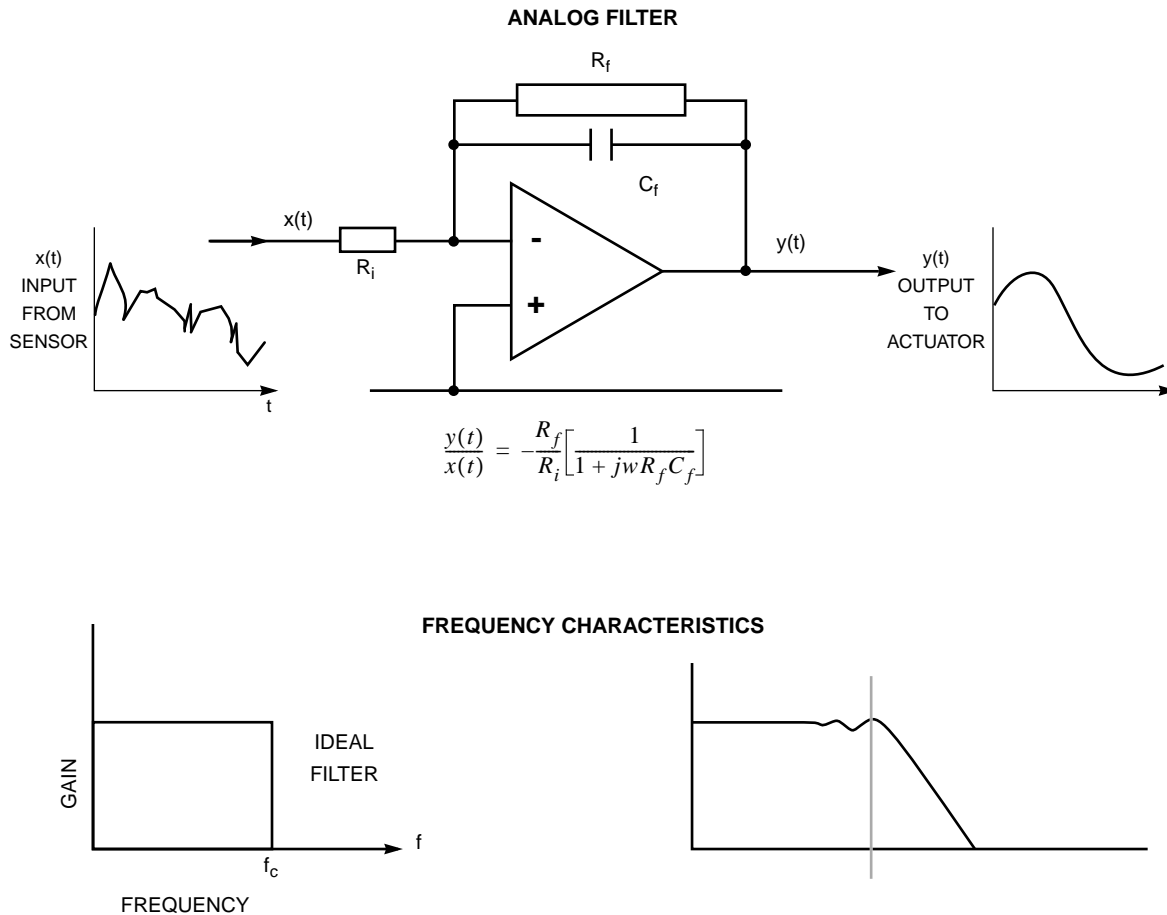 ANALOG FILTER
R_f
C_f
x(t)
R_i
-
+
y(t)
x(t)
INPUT
FROM
SENSOR
t
y(t)
OUTPUT
TO
ACTUATOR
y(t)/x(t) = -R_f/R_i [1/(1 + jwR_fC_f)]
FREQUENCY CHARACTERISTICS
GAIN
IDEAL
FILTER
f
f_c
FREQUENCY